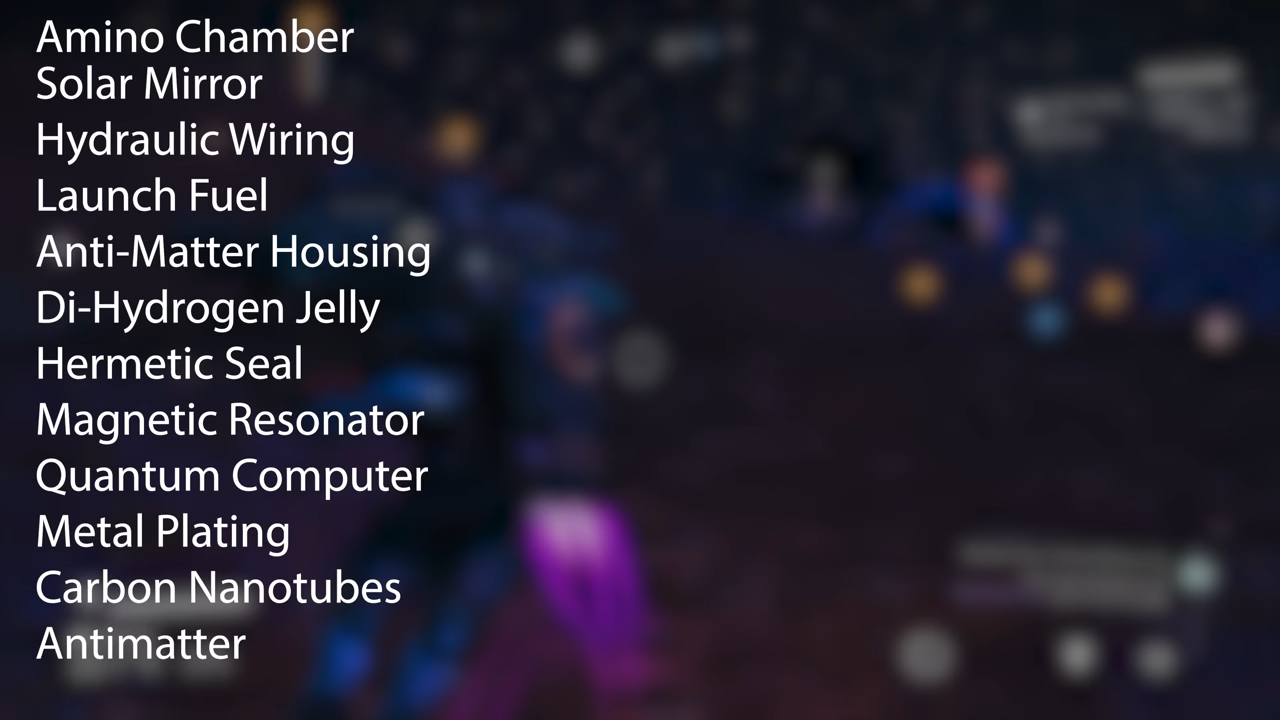 Amino Chamber
Solar Mirror
Hydraulic Wiring
Launch Fuel
Anti-Matter Housing
Di-Hydrogen Jelly
Hermetic Seal
Magnetic Resonator
Quantum Computer
Metal Plating
Carbon Nanotubes
Antimatter